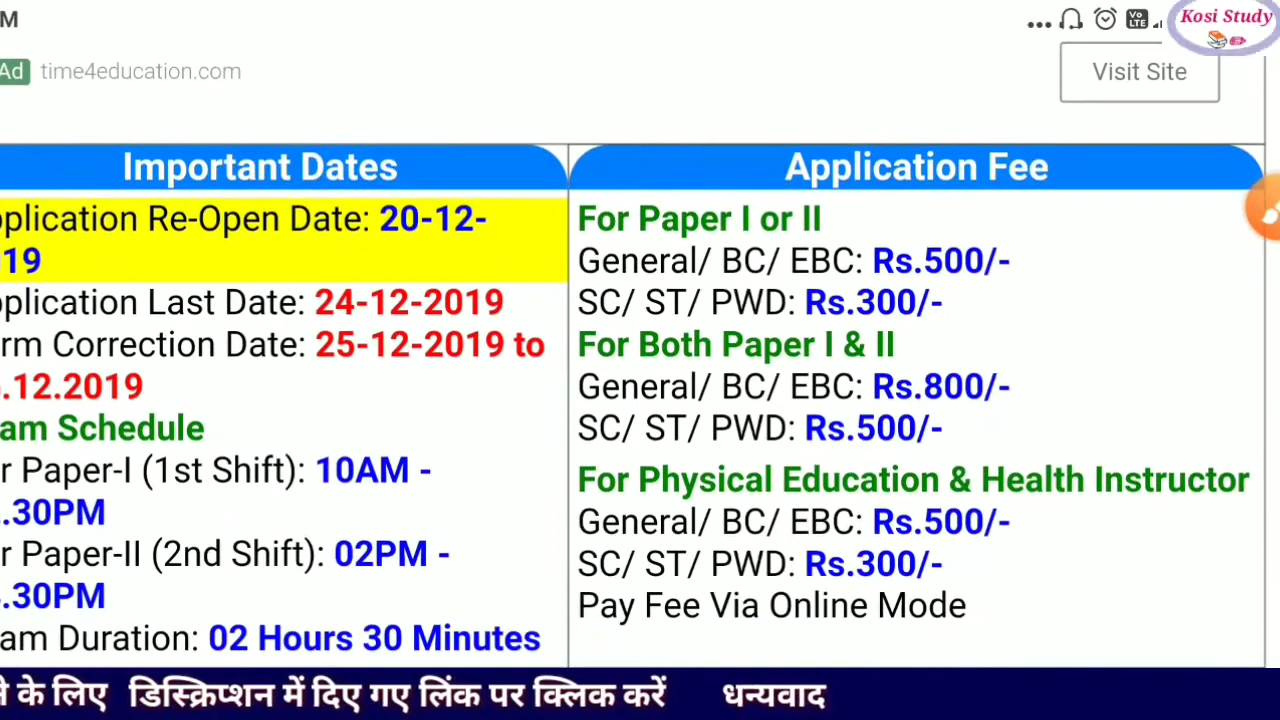 M
Kosi Study
Ad time4education.com
Visit Site
Important Dates
pplication Re-Open Date: 20-12-
19
pplication Last Date: 24-12-2019
rm Correction Date: 25-12-2019 to
.12.2019
am Schedule
r Paper-I (1st Shift): 10AM -
.30PM
r Paper-II (2nd Shift): 02PM -
.30PM
am Duration: 02 Hours 30 Minutes
Application Fee
For Paper I or II
General/ BC/ EBC: Rs.500/-
SC/ ST/ PWD: Rs.300/-
For Both Paper I & II
General/ BC/ EBC: Rs.800/-
SC/ ST/ PWD: Rs.500/-
For Physical Education & Health Instructor
General/ BC/ EBC: Rs.500/-
SC/ ST/ PWD: Rs.300/-
Pay Fee Via Online Mode
के लिए डिस्क्रिप्शन में दिए गए लिंक पर क्लिक करें धन्यवाद